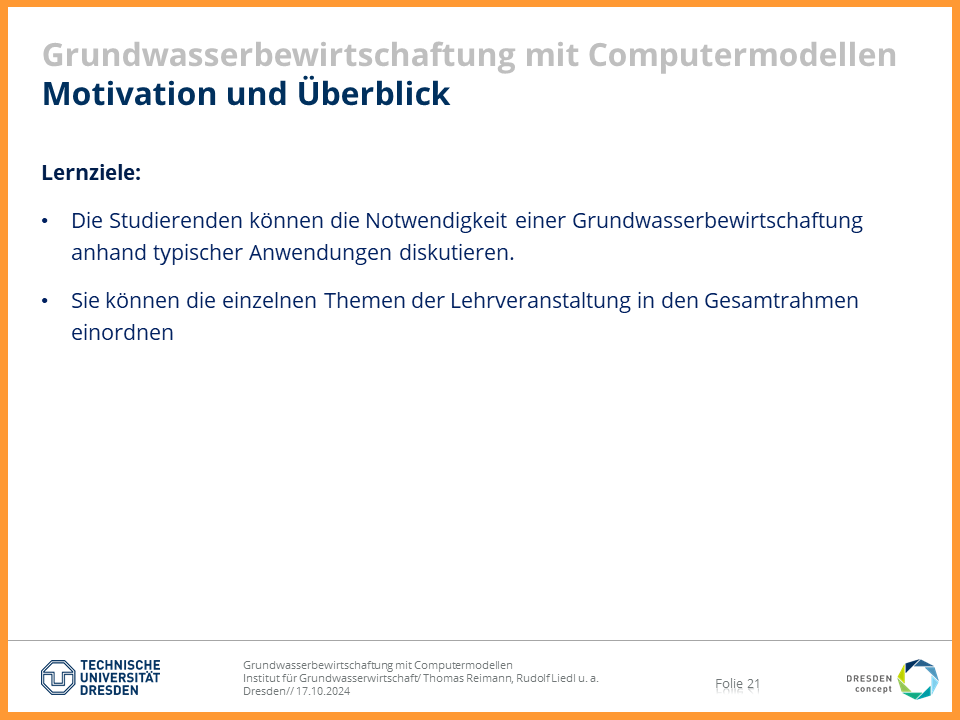 Grundwasserbewirtschaftung mit Computermodellen
Motivation und Überblick
Lernziele:
• Die Studierenden können die Notwendigkeit einer Grundwasserbewirtschaftung
anhand typischer Anwendungen diskutieren.
• Sie können die einzelnen Themen der Lehrveranstaltung in den Gesamtrahmen
einordnen
TECHNISCHE
UNIVERSITÄT
DRESDEN
Grundwasserbewirtschaftung mit Computermodellen
Institut für Grundwasserwirtschaft/ Thomas Reimann, Rudolf Liedl u. a.
Dresden// 17.10.2024
Folie 21
DRESDEN
concept